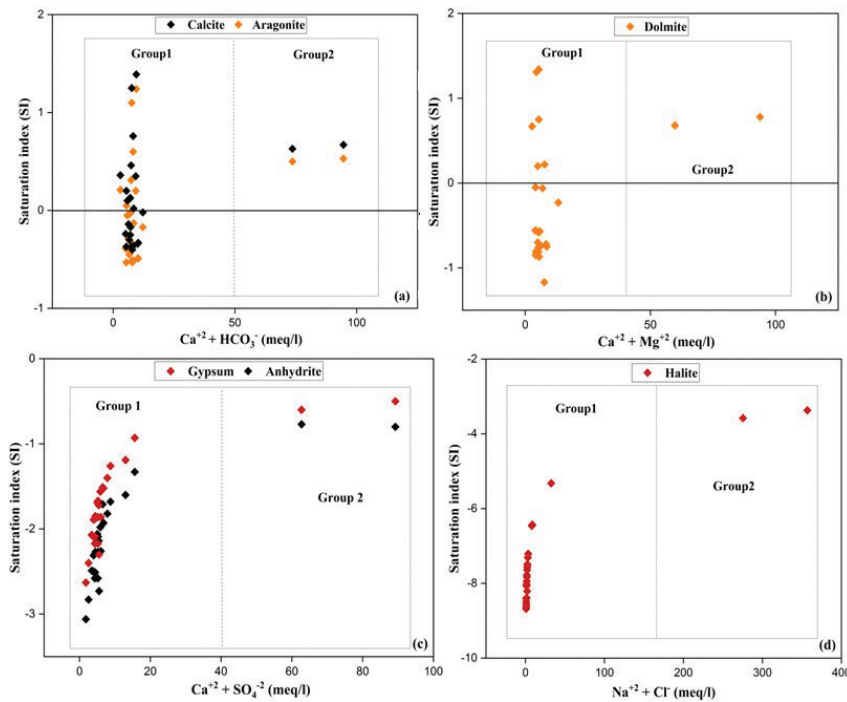 Calcite Aragonite
Group1
Group2
Saturation index (SI)
2
1
0
-1
0
50
100
(a)
Ca⁺² + HCO₃⁻ (meq/l)
Dolmite
Group1
Group2
Saturation index (SI)
2
1
0
-1
0
50
100
(b)
Ca⁺² + Mg⁺² (meq/l)
Gypsum Anhydrite
Group 1
Group 2
Saturation index (SI)
0
-1
-2
-3
0
20
40
60
80
100
(c)
Ca⁺² + SO₄⁻² (meq/l)
Halite
Group1
Group2
Saturation index (SI)
-2
-4
-6
-8
-10
0
100
200
300
400
(d)
Na⁺² + Cl⁻ (meq/l)